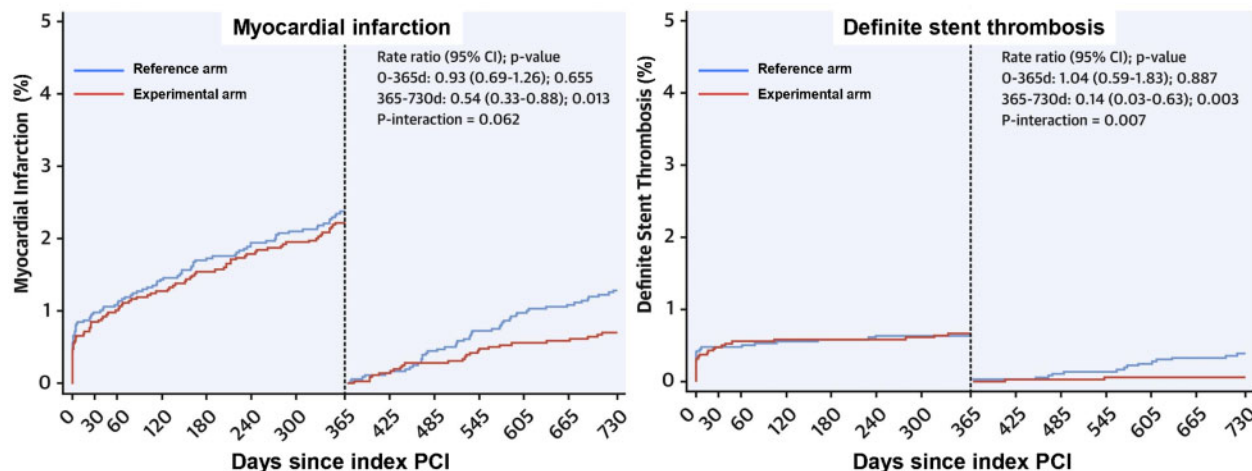 Myocardial infarction
Reference arm
Experimental arm
Rate ratio (95% CI); p-value
0-365d: 0.93 (0.69-1.26); 0.655
365-730d: 0.54 (0.33-0.88); 0.013
P-interaction = 0.062
Myocardial Infarction (%)
5
4
3
2
1
0
0 30 60 120 180 240 300 365 425 485 545 605 665 730
Days since index PCI
Definite stent thrombosis
Reference arm
Experimental arm
Rate ratio (95% CI); p-value
0-365d: 1.04 (0.59-1.83); 0.887
365-730d: 0.14 (0.03-0.63); 0.003
P-interaction = 0.007
Definite Stent Thrombosis (%)
5
4
3
2
1
0
0 30 60 120 180 240 300 365 425 485 545 605 665 730
Days since index PCI